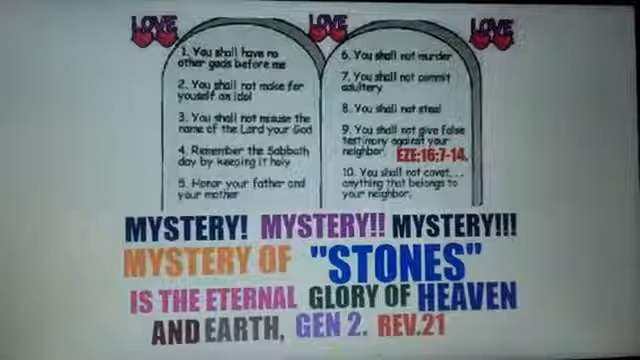 LOVE LOVE LOVE
1. You shall have no
other gods before me
2. You shall not make for
youself an idol
3. You shall not misuse the
name of the Lord your God
4. Remember the Sabbath
day by keeping it holy
5. Honor your father and
your mother
6. You shall not murder
7. You shall not commit
adultery
8. You shall not steal
9. You shall not give false
testimony against your
neighbor. EZE:16:7-14.
10. You shall not covet...
anything that belongs to
your neighbor.
MYSTERY! MYSTERY!! MYSTERY!!!
MYSTERY OF "STONES"
IS THE ETERNAL GLORY OF HEAVEN
AND EARTH, GEN 2. REV.21